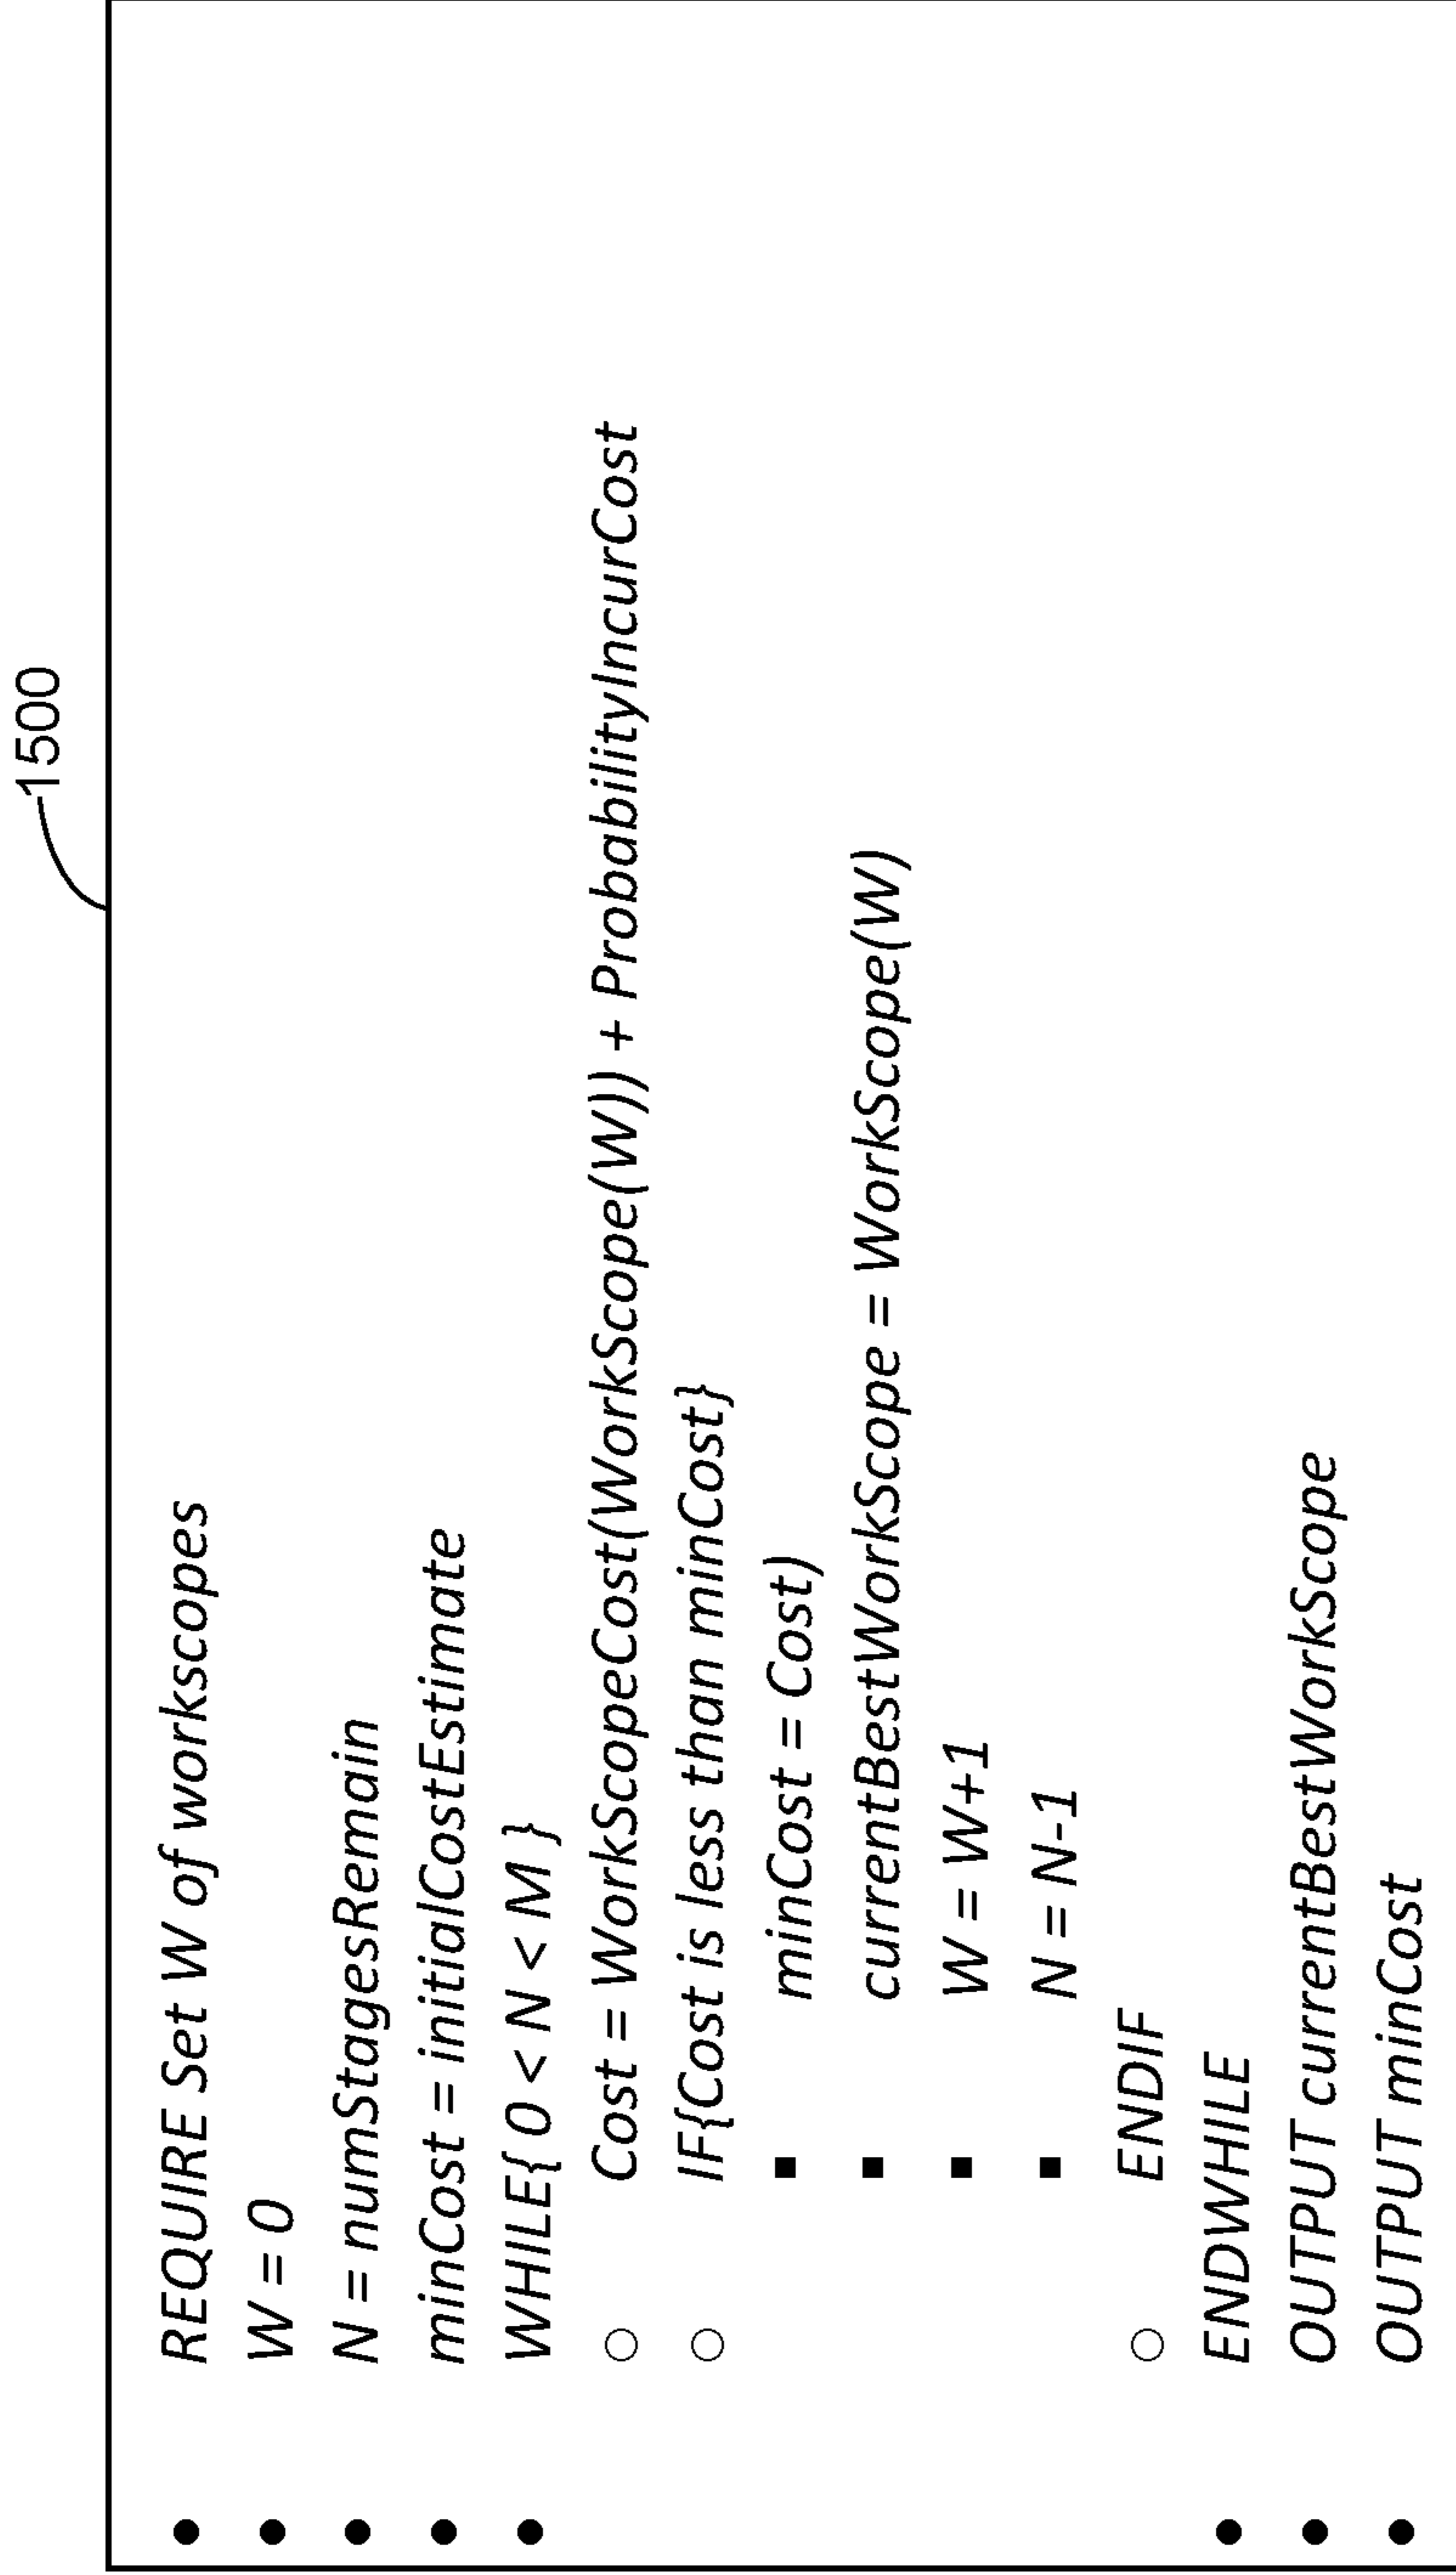 1500
● REQUIRE Set W of workscopes
● W = 0
● N = numStagesRemain
● minCost = initialCostEstimate
● WHILE{ 0 < N < M }
○ Cost = WorkScopeCost(WorkScope(W)) + ProbabilityIncurCost
○ IF{Cost is less than minCost}
■ minCost = Cost)
■ currentBestWorkScope = WorkScope(W)
■ W = W+1
■ N = N-1
○ ENDIF
● ENDWHILE
● OUTPUT currentBestWorkScope
● OUTPUT minCost